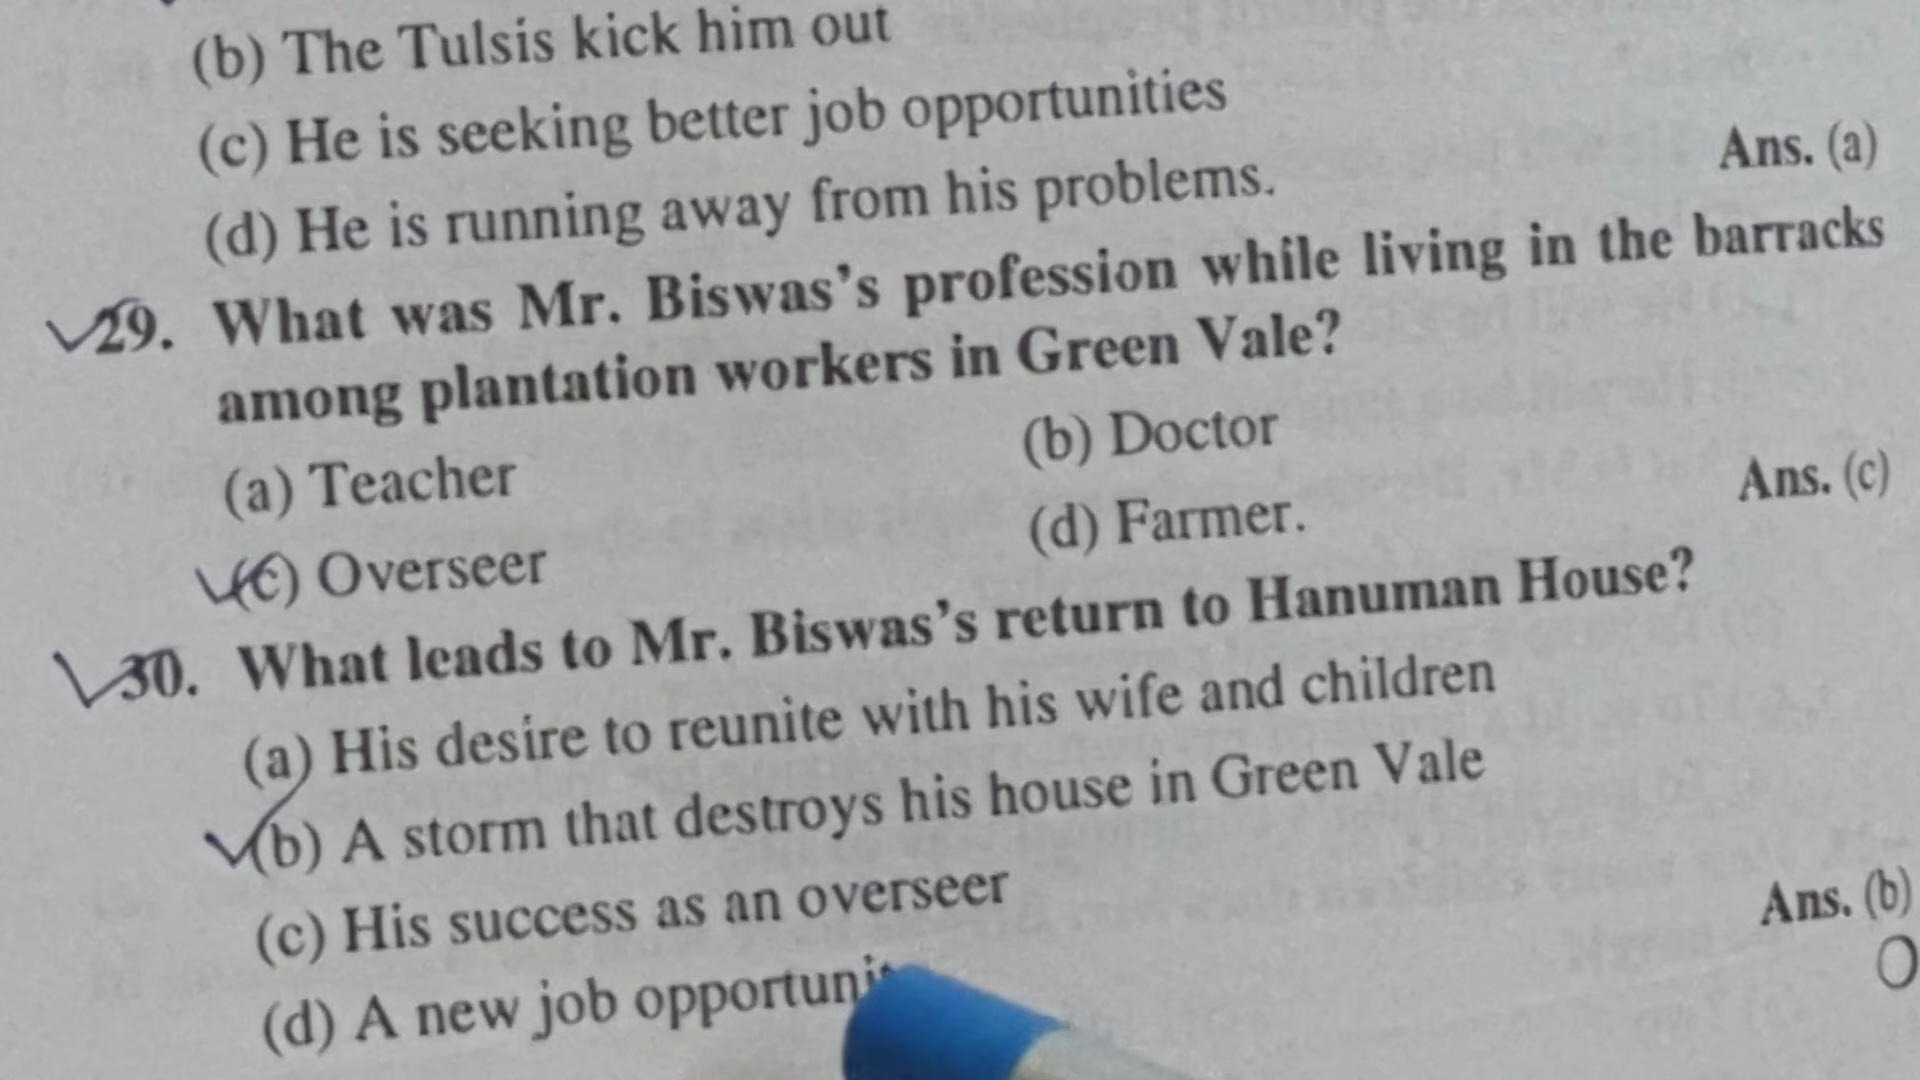 (b) The Tulsis kick him out
(c) He is seeking better job opportunities
(d) He is running away from his problems. Ans. (a)
29. What was Mr. Biswas's profession while living in the barracks
among plantation workers in Green Vale?
(a) Teacher (b) Doctor
(c) Overseer (d) Farmer. Ans. (c)
30. What leads to Mr. Biswas's return to Hanuman House?
(a) His desire to reunite with his wife and children
(b) A storm that destroys his house in Green Vale
(c) His success as an overseer
(d) A new job Ans. (b)